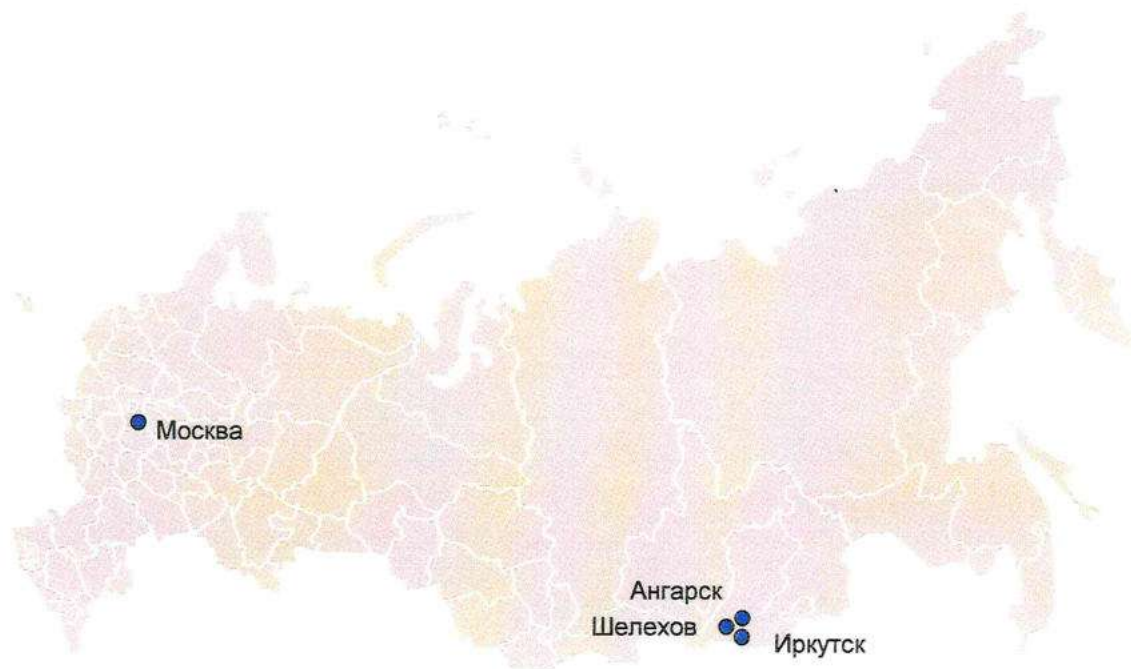 Москва
Ангарск
Шелехов
Иркутск